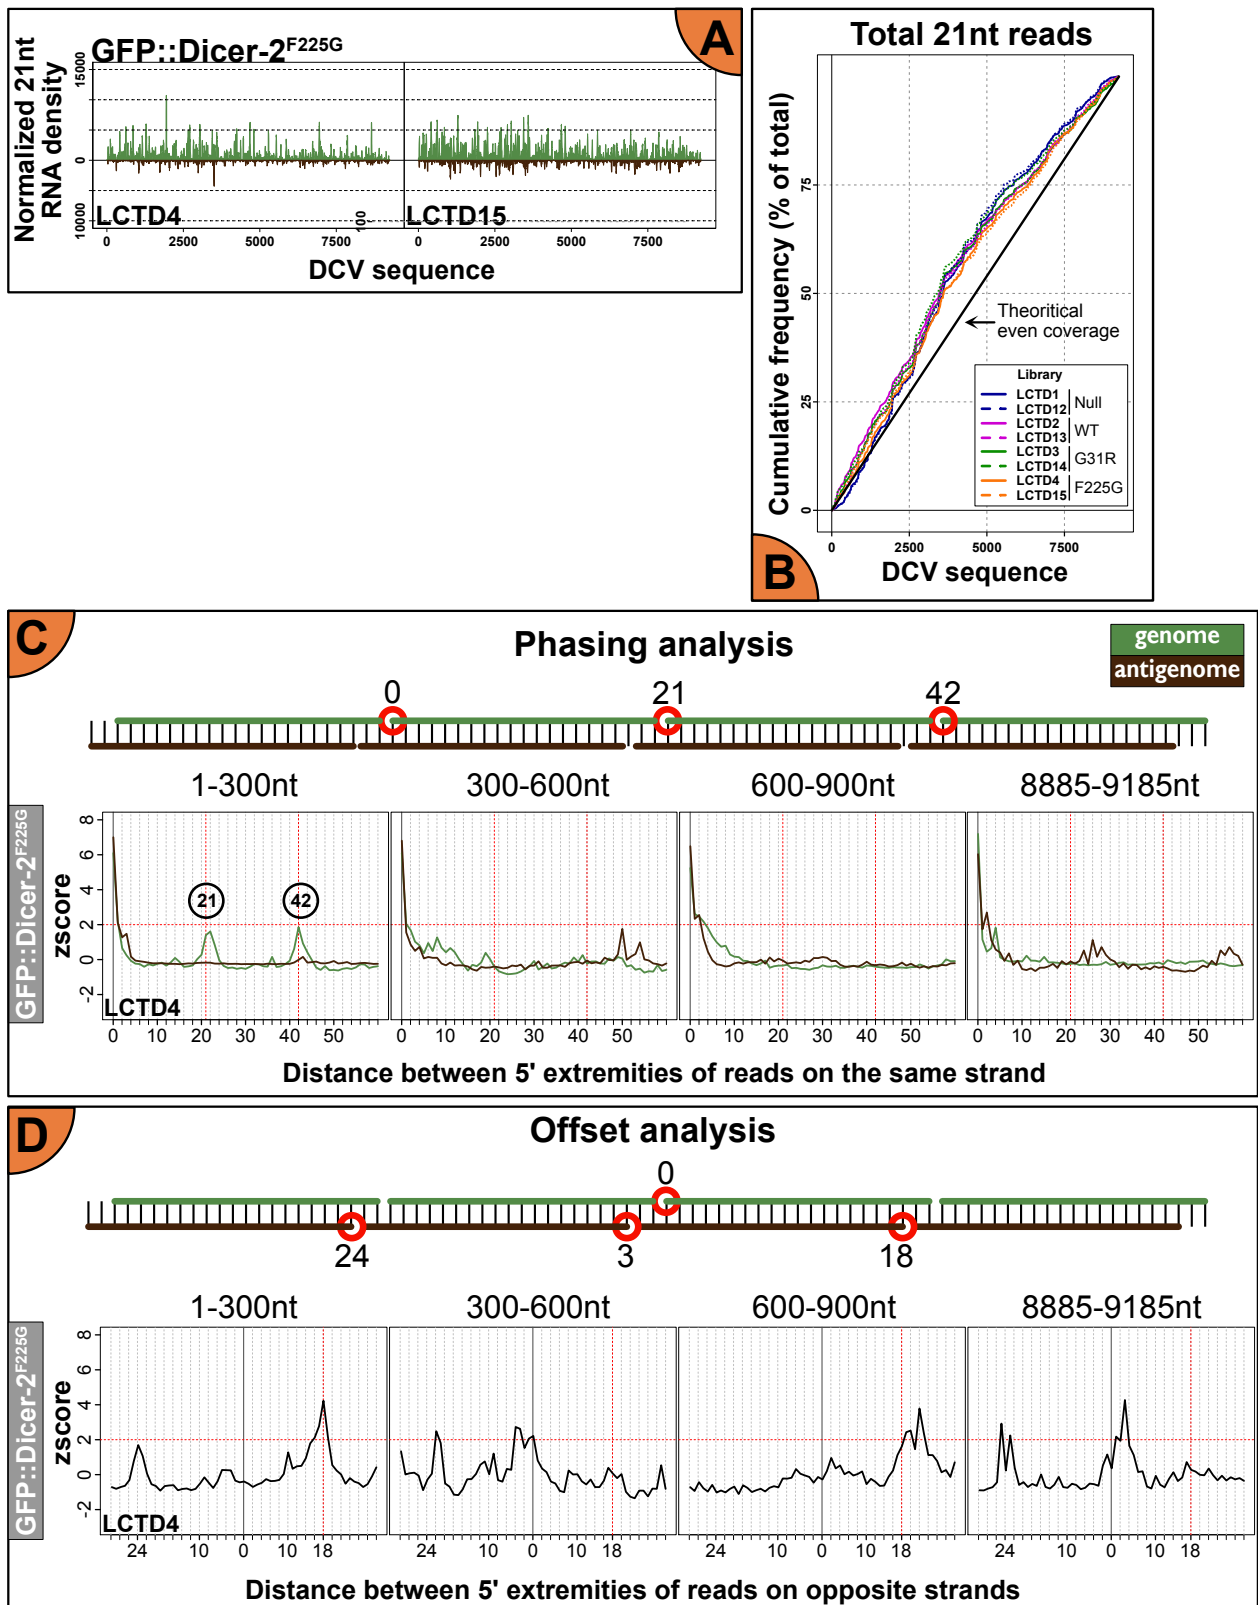 A
GFP::Dicer-2F225G
Normalized 21nt
RNA density
15000
0
10000
LCTD4
100
LCTD15
0 2500 5000 7500 0 2500 5000 7500
DCV sequence
Total 21nt reads
Cumulative frequency (% of total)
75
50
25
0
Theoritical
even coverage
Library
LCTD1
LCTD12
Null
LCTD2
LCTD13
WT
LCTD3
LCTD14
G31R
LCTD4
LCTD15
F225G
0 2500 5000 7500
DCV sequence
B
C
Phasing analysis
genome
antigenome
0 21 42
1-300nt 300-600nt 600-900nt 8885-9185nt
GFP::Dicer-2F225G
zscore
8
6
4
2
0
-2
21 42
LCTD4
0 10 20 30 40 50 0 10 20 30 40 50 0 10 20 30 40 50 0 10 20 30 40 50
Distance between 5' extremities of reads on the same strand
D
Offset analysis
0
24 3 18
1-300nt 300-600nt 600-900nt 8885-9185nt
GFP::Dicer-2F225G
zscore
8
6
4
2
0
-2
LCTD4
24 10 0 10 18 24 10 0 10 18 24 10 0 10 18 24 10 0 10 18
Distance between 5' extremities of reads on opposite strands